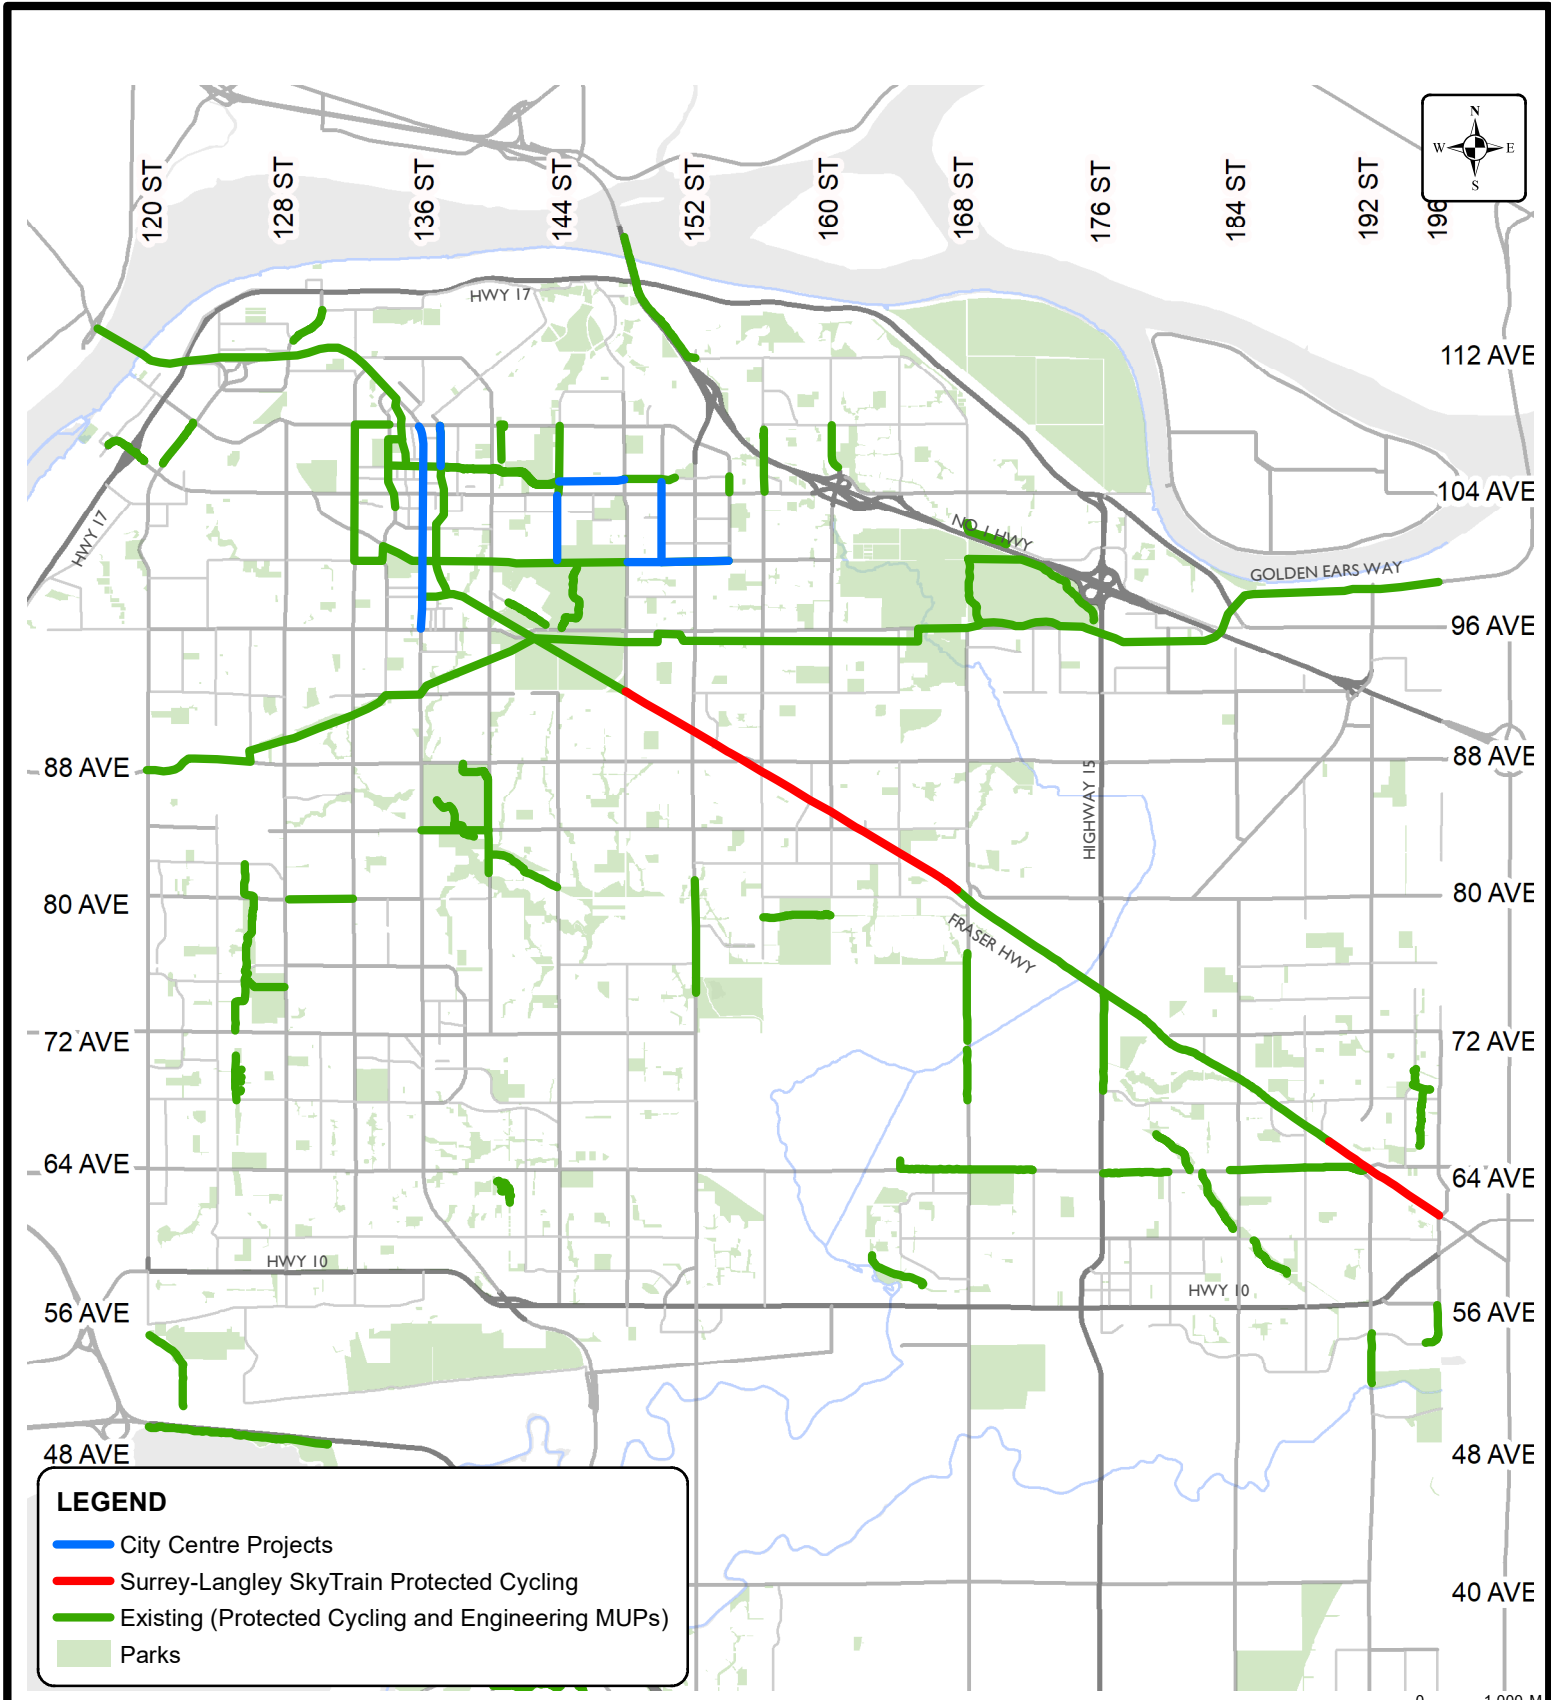 N
W E
S
120 ST
128 ST
136 ST
144 ST
152 ST
160 ST
168 ST
176 ST
184 ST
192 ST
196
HWY 17
112 AVE
104 AVE
NO 1 HWY
HWY 17
GOLDEN EARS WAY
96 AVE
88 AVE
88 AVE
HIGHWAY 15
80 AVE
80 AVE
FRASER HWY
72 AVE
72 AVE
64 AVE
64 AVE
HWY 10
HWY 10
56 AVE
56 AVE
48 AVE
48 AVE
LEGEND
City Centre Projects
Surrey-Langley SkyTrain Protected Cycling
Existing (Protected Cycling and Engineering MUPs)
Parks
40 AVE